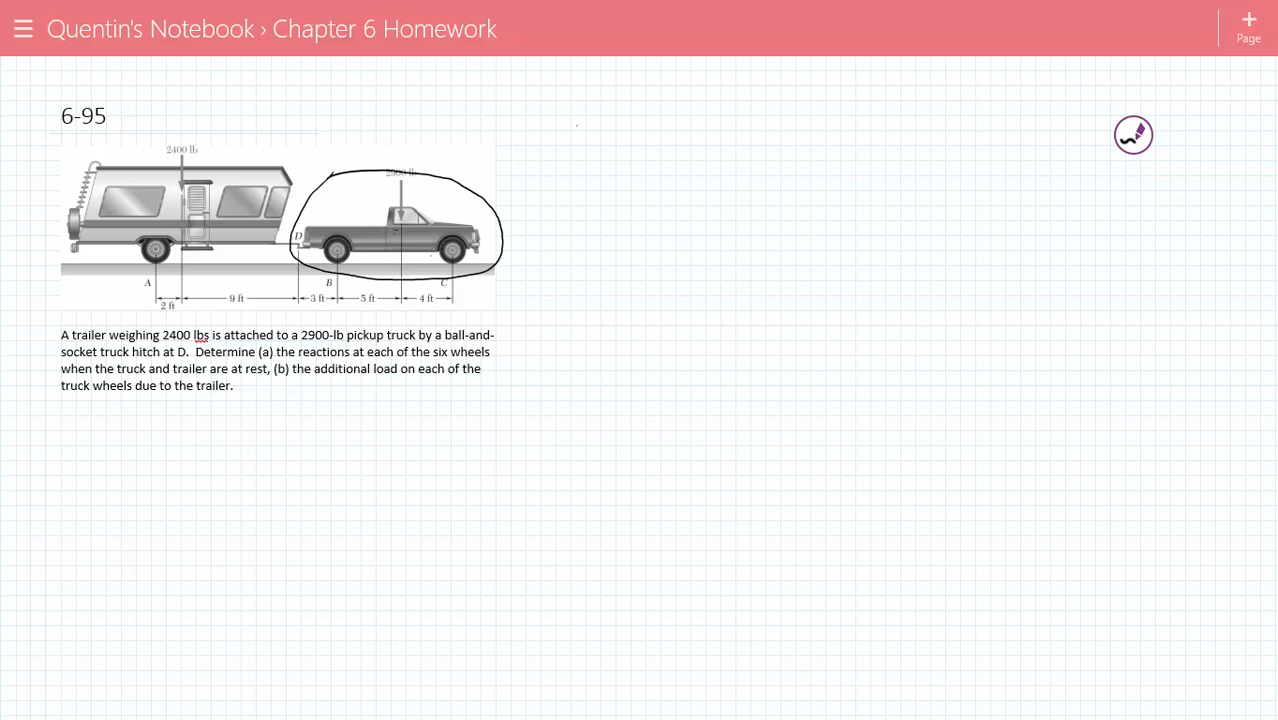 Quentin's Notebook › Chapter 6 Homework
Page
6-95
2400 lb
2900 lb
D
A
B
C
2 ft
9 ft
3 ft
5 ft
4 ft
A trailer weighing 2400 lbs is attached to a 2900-lb pickup truck by a ball-and-
socket truck hitch at D. Determine (a) the reactions at each of the six wheels
when the truck and trailer are at rest, (b) the additional load on each of the
truck wheels due to the trailer.